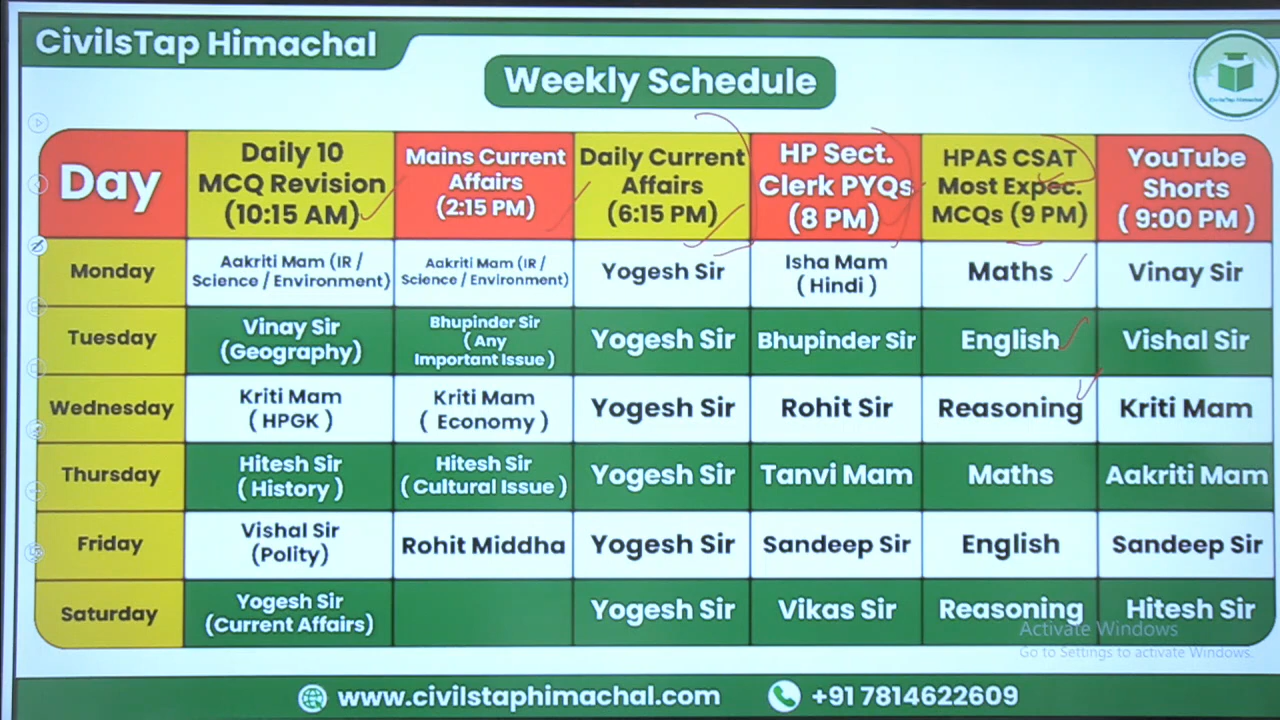 CivilsTap Himachal
Weekly Schedule
CivilsTap Himachal
Day
Daily 10
MCQ Revision
(10:15 AM)
Mains Current
Affairs
(2:15 PM)
Daily Current
Affairs
(6:15 PM)
HP Sect.
Clerk PYQs
(8 PM)
HPAS CSAT
Most Expec.
MCQs (9 PM)
YouTube
Shorts
( 9:00 PM )
Monday
Aakriti Mam (IR /
Science / Environment)
Aakriti Mam (IR /
Science / Environment)
Yogesh Sir
Isha Mam
( Hindi )
Maths
Vinay Sir
Tuesday
Vinay Sir
(Geography)
Bhupinder Sir
( Any
Important Issue )
Yogesh Sir
Bhupinder Sir
English
Vishal Sir
Wednesday
Kriti Mam
( HPGK )
Kriti Mam
( Economy )
Yogesh Sir
Rohit Sir
Reasoning
Kriti Mam
Thursday
Hitesh Sir
( History )
Hitesh Sir
( Cultural Issue )
Yogesh Sir
Tanvi Mam
Maths
Aakriti Mam
Friday
Vishal Sir
(Polity)
Rohit Middha
Yogesh Sir
Sandeep Sir
English
Sandeep Sir
Saturday
Yogesh Sir
(Current Affairs)
Yogesh Sir
Vikas Sir
Reasoning
Hitesh Sir
Activate Windows
Go to Settings to activate Windows.
www.civilstaphimachal.com
+91 7814622609